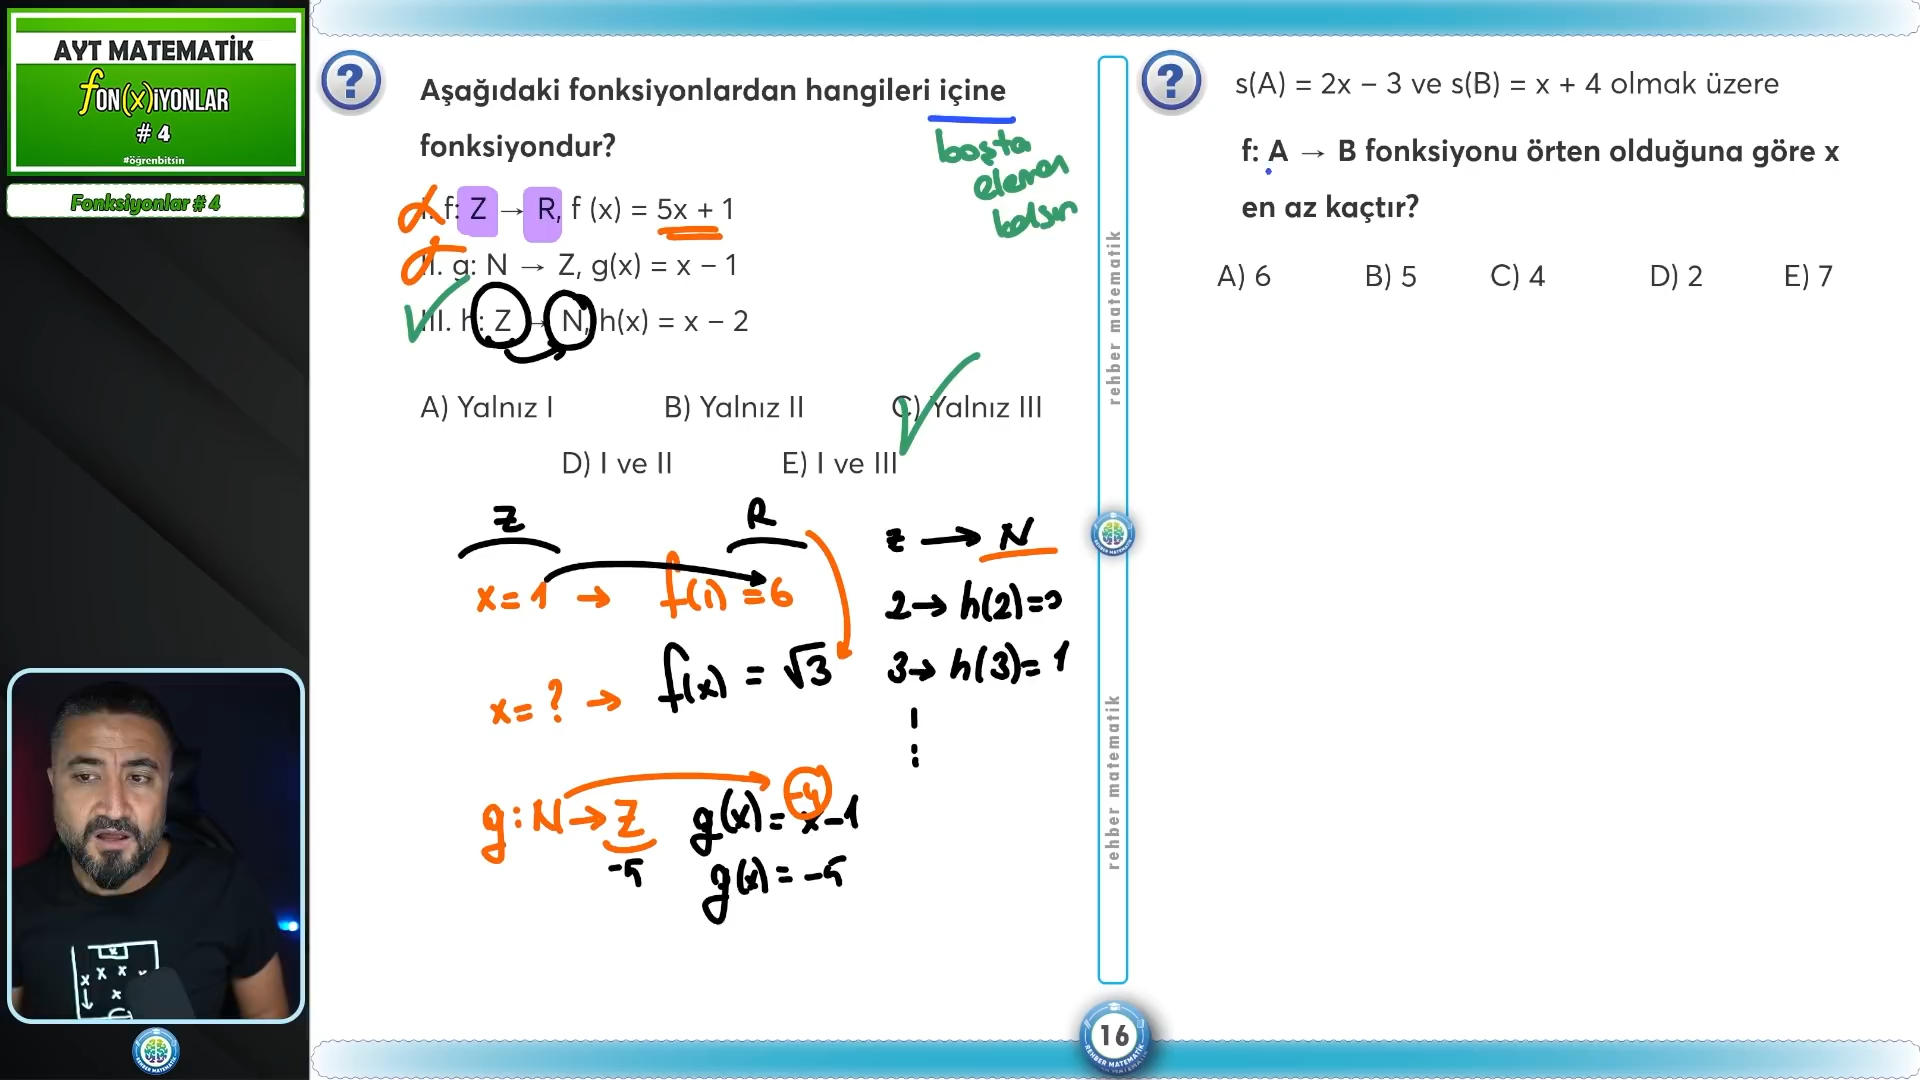 AYT MATEMATİK
fON(X)İYONLAR
# 4
#öğrenbitsin
Fonksiyonlar # 4
Aşağıdaki fonksiyonlardan hangileri içine
fonksiyondur?
boşta
eleman
kalsın
I. f: Z → R, f (x) = 5x + 1
II. g: N → Z, g(x) = x − 1
III. h: Z → N, h(x) = x − 2
A) Yalnız I B) Yalnız II C) Yalnız III
D) I ve II E) I ve III
Z R
x = 1 → f(1) = 6
x = ? → f(x) = √3
z → N
2 → h(2)=0
3 → h(3)=1
g: N → Z g(x) = x−1
-4
-5 g(x) = -5
rehber matematik
rehber matematik
16
REHBER MATEMATİK
s(A) = 2x − 3 ve s(B) = x + 4 olmak üzere
f: A → B fonksiyonu örten olduğuna göre x
en az kaçtır?
A) 6 B) 5 C) 4 D) 2 E) 7